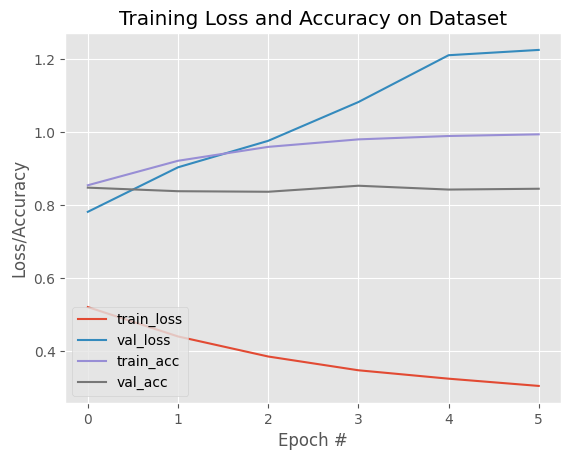 Training Loss and Accuracy on Dataset
1.2
1.0
0.8
0.6
0.4
Loss/Accuracy
train_loss
val_loss
train_acc
val_acc
0 1 2 3 4 5
Epoch #